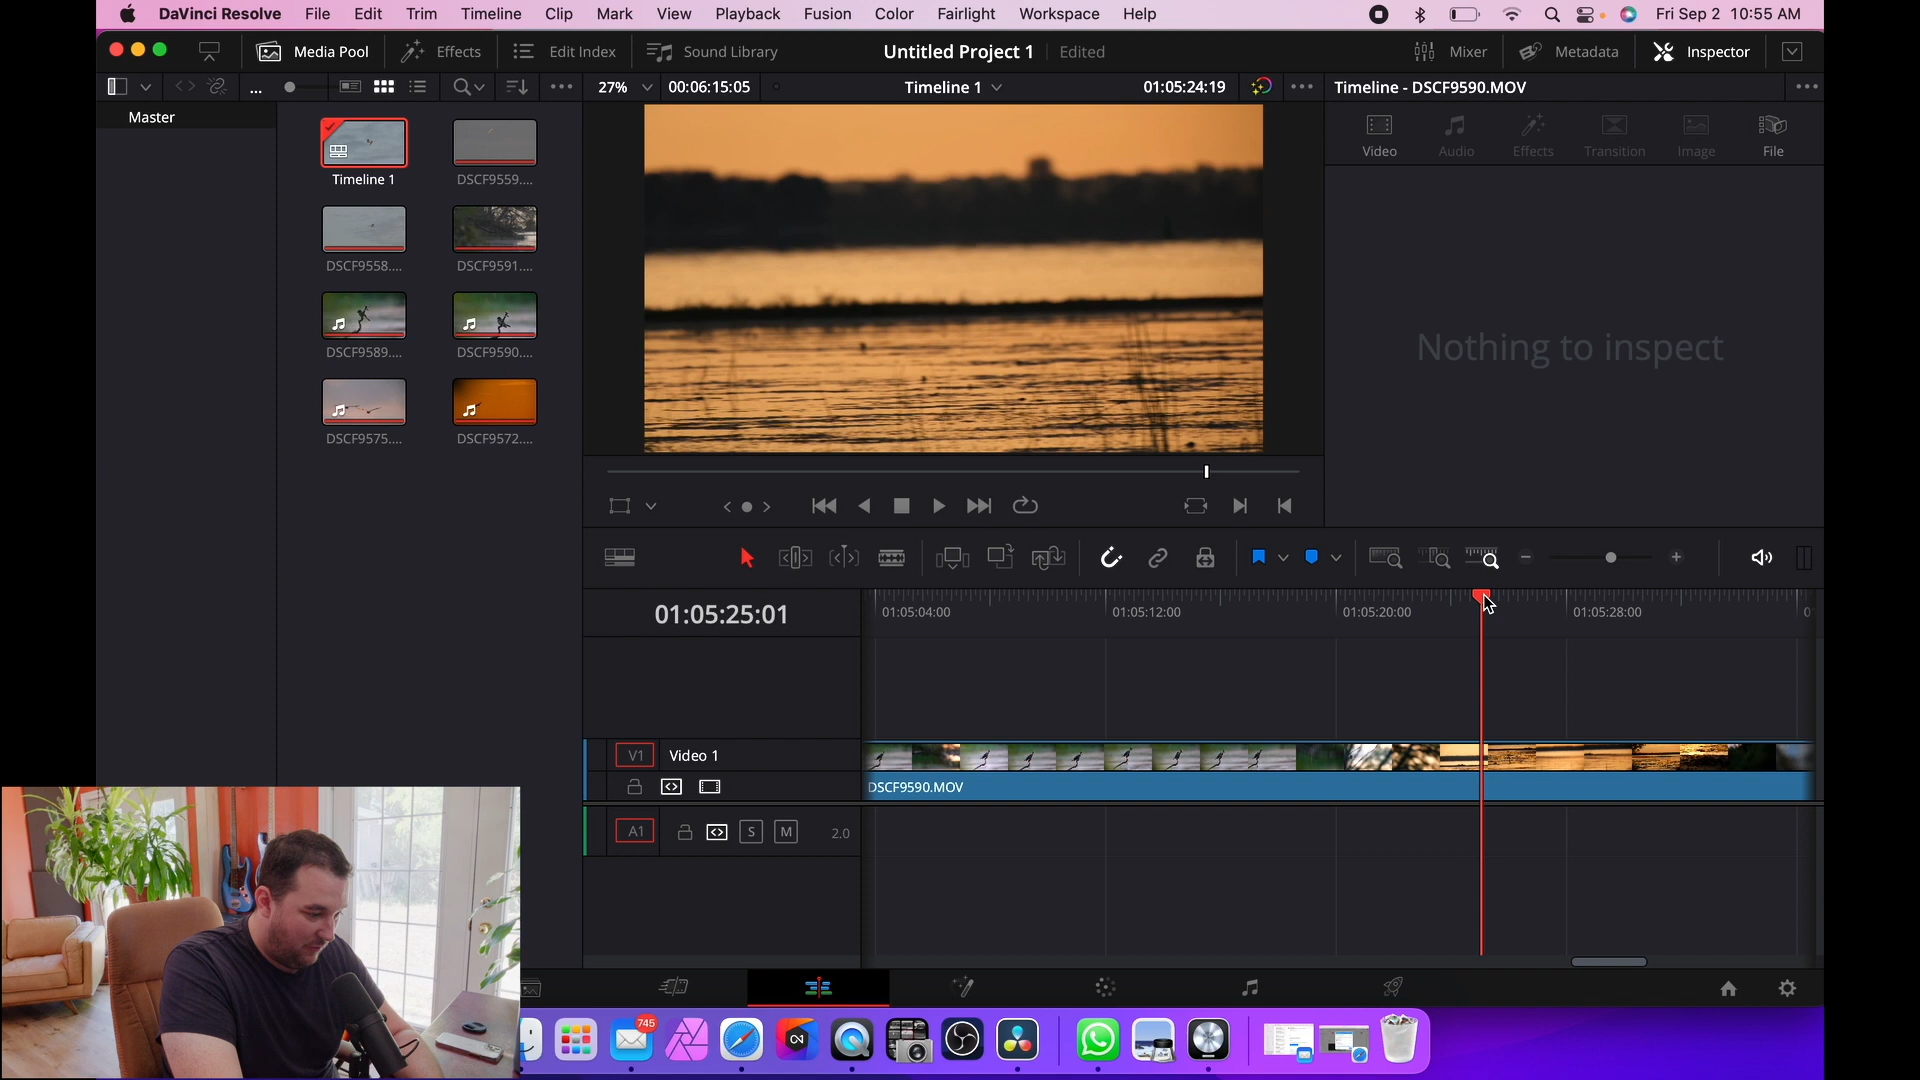 DaVinci Resolve File Edit Trim Timeline Clip Mark View Playback Fusion Color Fairlight Workspace Help Fri Sep 2 10:55 AM
Media Pool Effects Edit Index Sound Library Untitled Project 1 Edited Mixer Metadata Inspector
... 27% 00:06:15:05 Timeline 1 01:05:24:19 Timeline - DSCF9590.MOV
Master
Video Audio Effects Transition Image File
Timeline 1 DSCF9559....
DSCF9558.... DSCF9591....
DSCF9589.... DSCF9590....
DSCF9575.... DSCF9572....
Nothing to inspect
01:05:25:01
01:05:04:00 01:05:12:00 01:05:20:00 01:05:28:00
V1 Video 1
DSCF9590.MOV
A1 S M 2.0
745